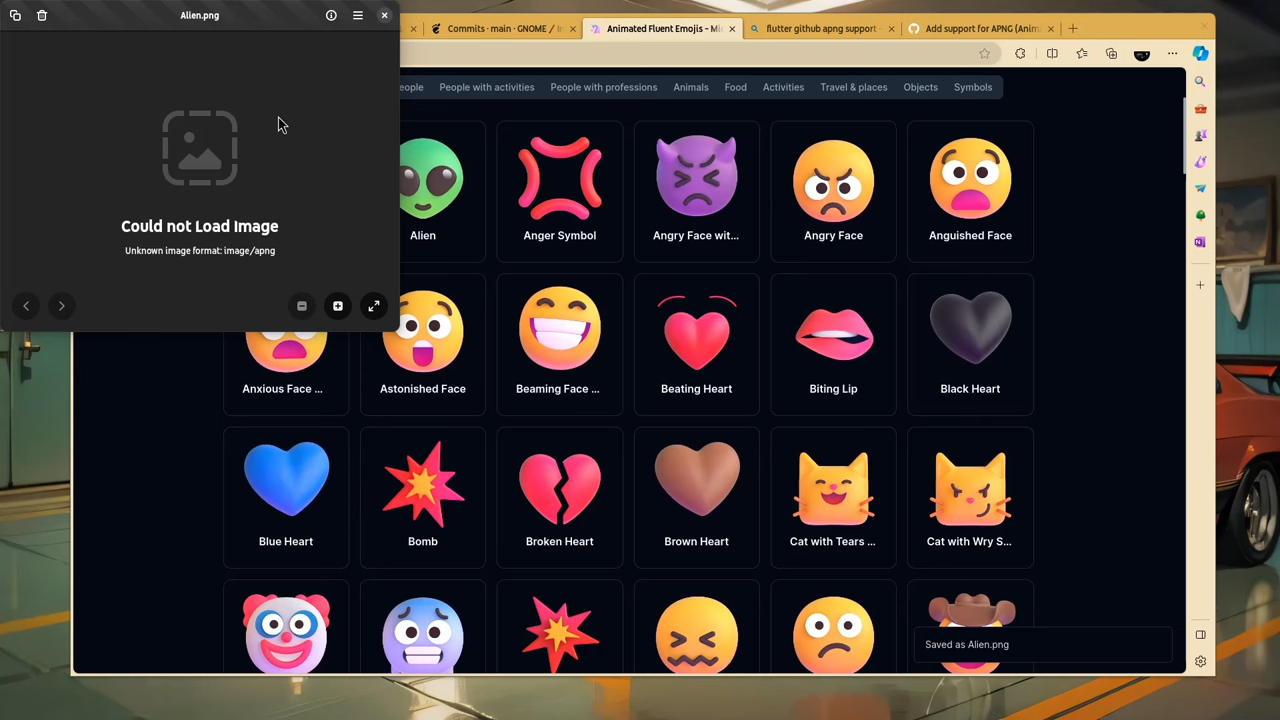 Alien.png
Could not Load Image
Unknown image format: image/apng
Commits · main · GNOME /
Animated Fluent Emojis – Mi
flutter github apng support
Add support for APNG (Anim
eople
People with activities
People with professions
Animals
Food
Activities
Travel & places
Objects
Symbols
Alien
Anger Symbol
Angry Face wit...
Angry Face
Anguished Face
Anxious Face ...
Astonished Face
Beaming Face ...
Beating Heart
Biting Lip
Black Heart
Blue Heart
Bomb
Broken Heart
Brown Heart
Cat with Tears ...
Cat with Wry S...
Saved as Alien.png